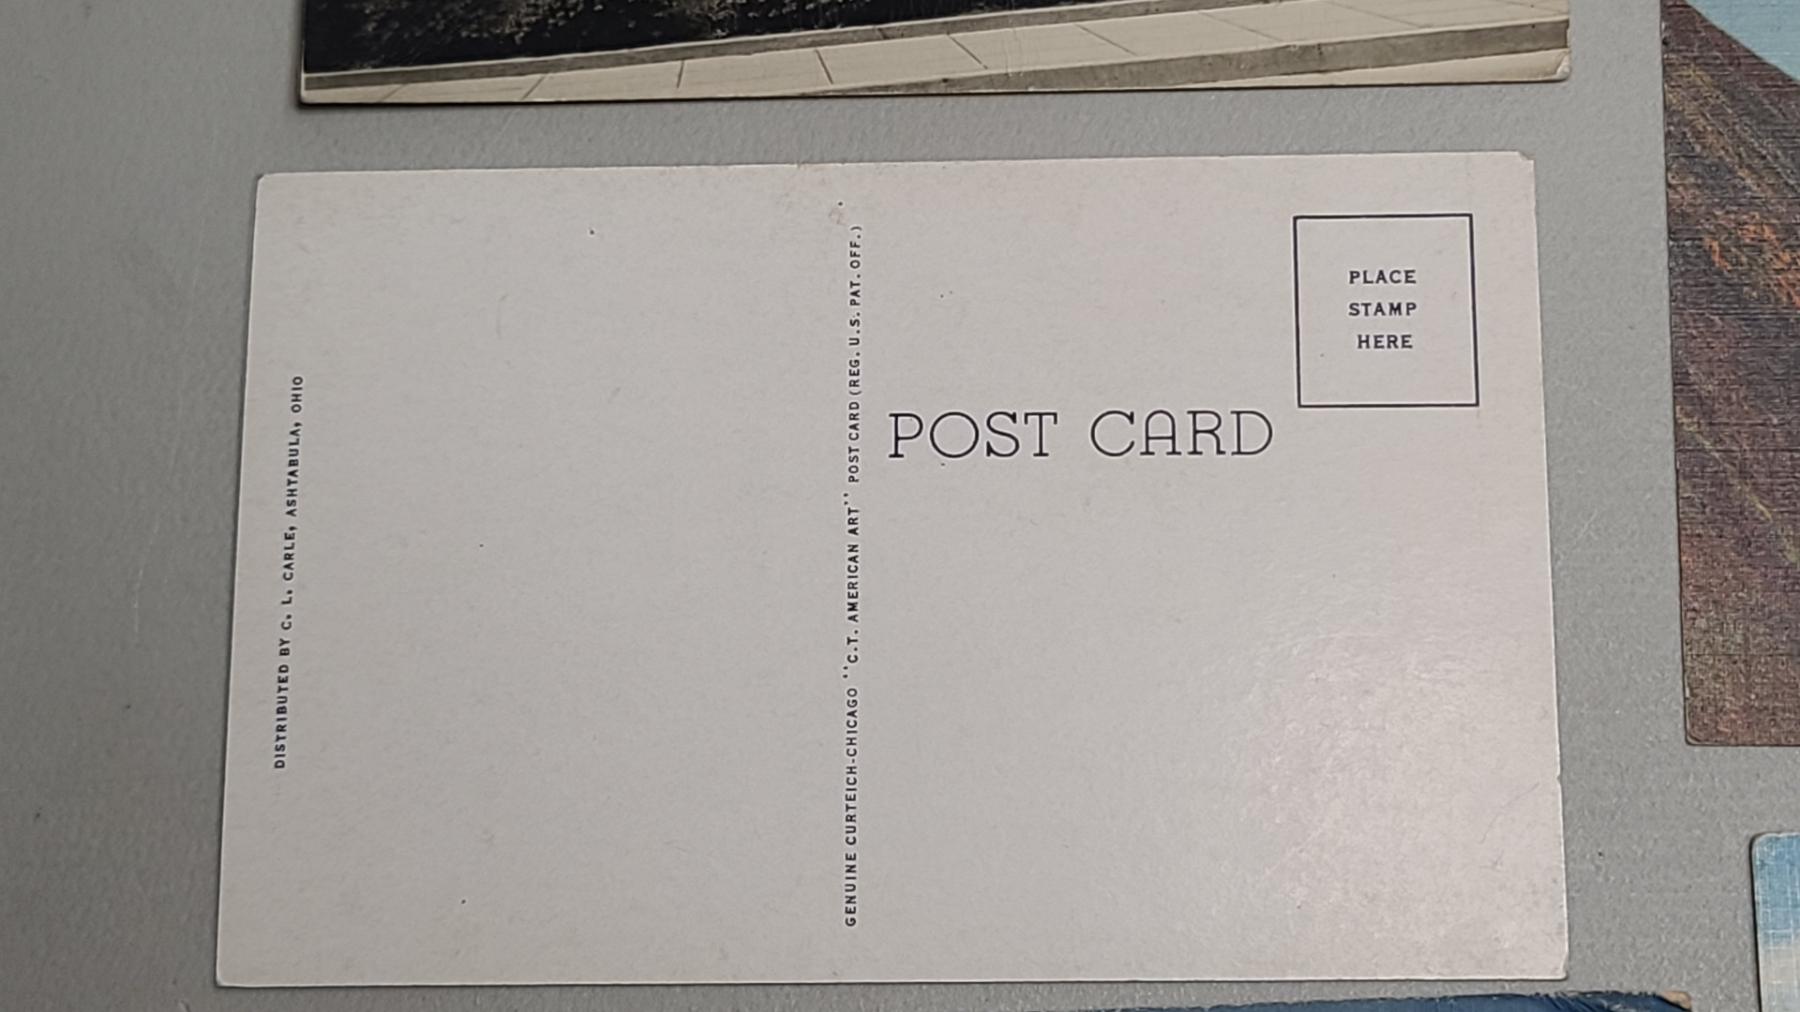 DISTRIBUTED BY C. L. CARLE, ASHTABULA, OHIO
GENUINE CURTEICH-CHICAGO "C.T. AMERICAN ART" POST CARD (REG. U.S. PAT. OFF.)
PLACE
STAMP
HERE
POST CARD